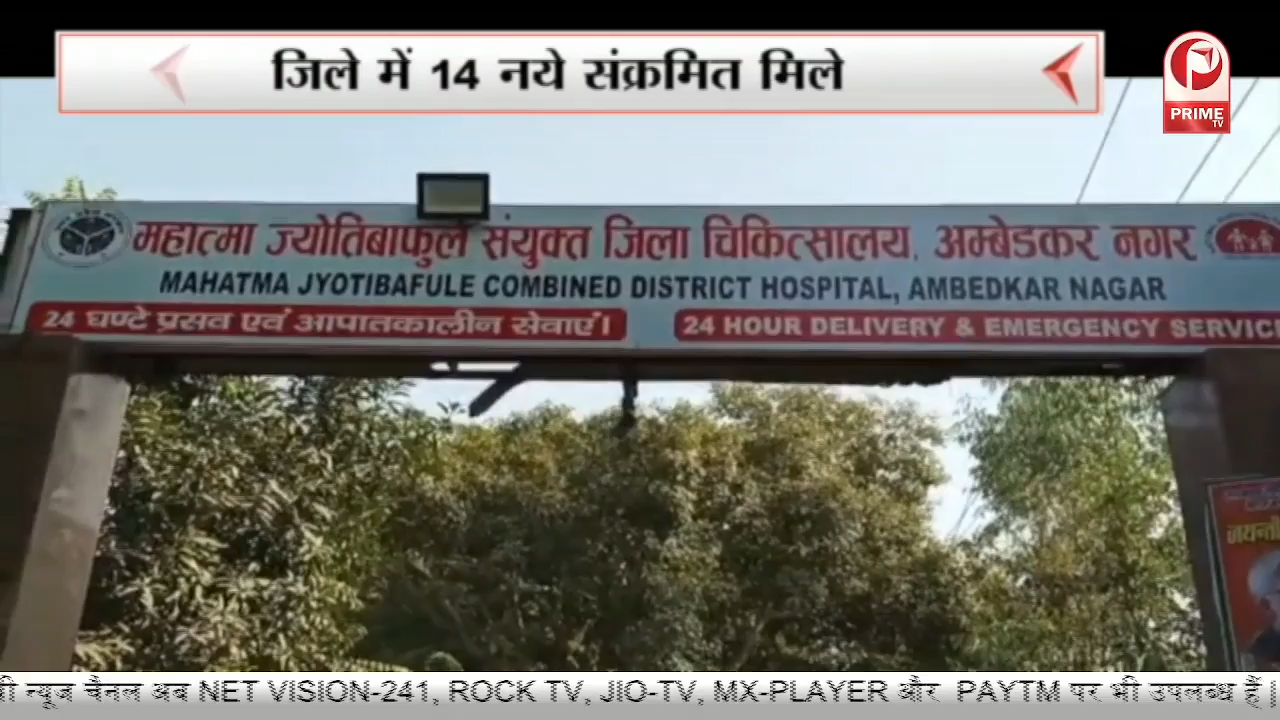 जिले में 14 नये संक्रमित मिले
PRIME
TV
महात्मा ज्योतिबाफुले संयुक्त जिला चिकित्सालय, अम्बेडकर नगर
MAHATMA JYOTIBAFULE COMBINED DISTRICT HOSPITAL, AMBEDKAR NAGAR
24 घण्टे प्रसव एवं आपातकालीन सेवाएं।
24 HOUR DELIVERY & EMERGENCY SERVIC
न्यूज चैनल अब NET VISION-241, ROCK TV, JIO-TV, MX-PLAYER और PAYTM पर भी उपलब्ध हैं|